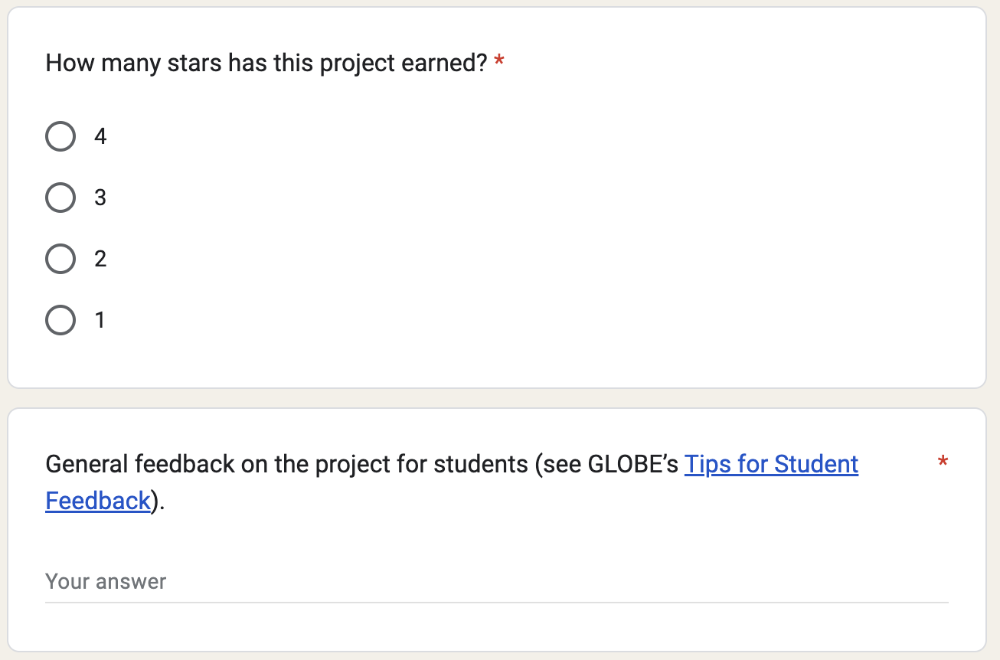 How many stars has this project earned? *
4
3
2
1
General feedback on the project for students (see GLOBE’s Tips for Student *
Feedback).
Your answer